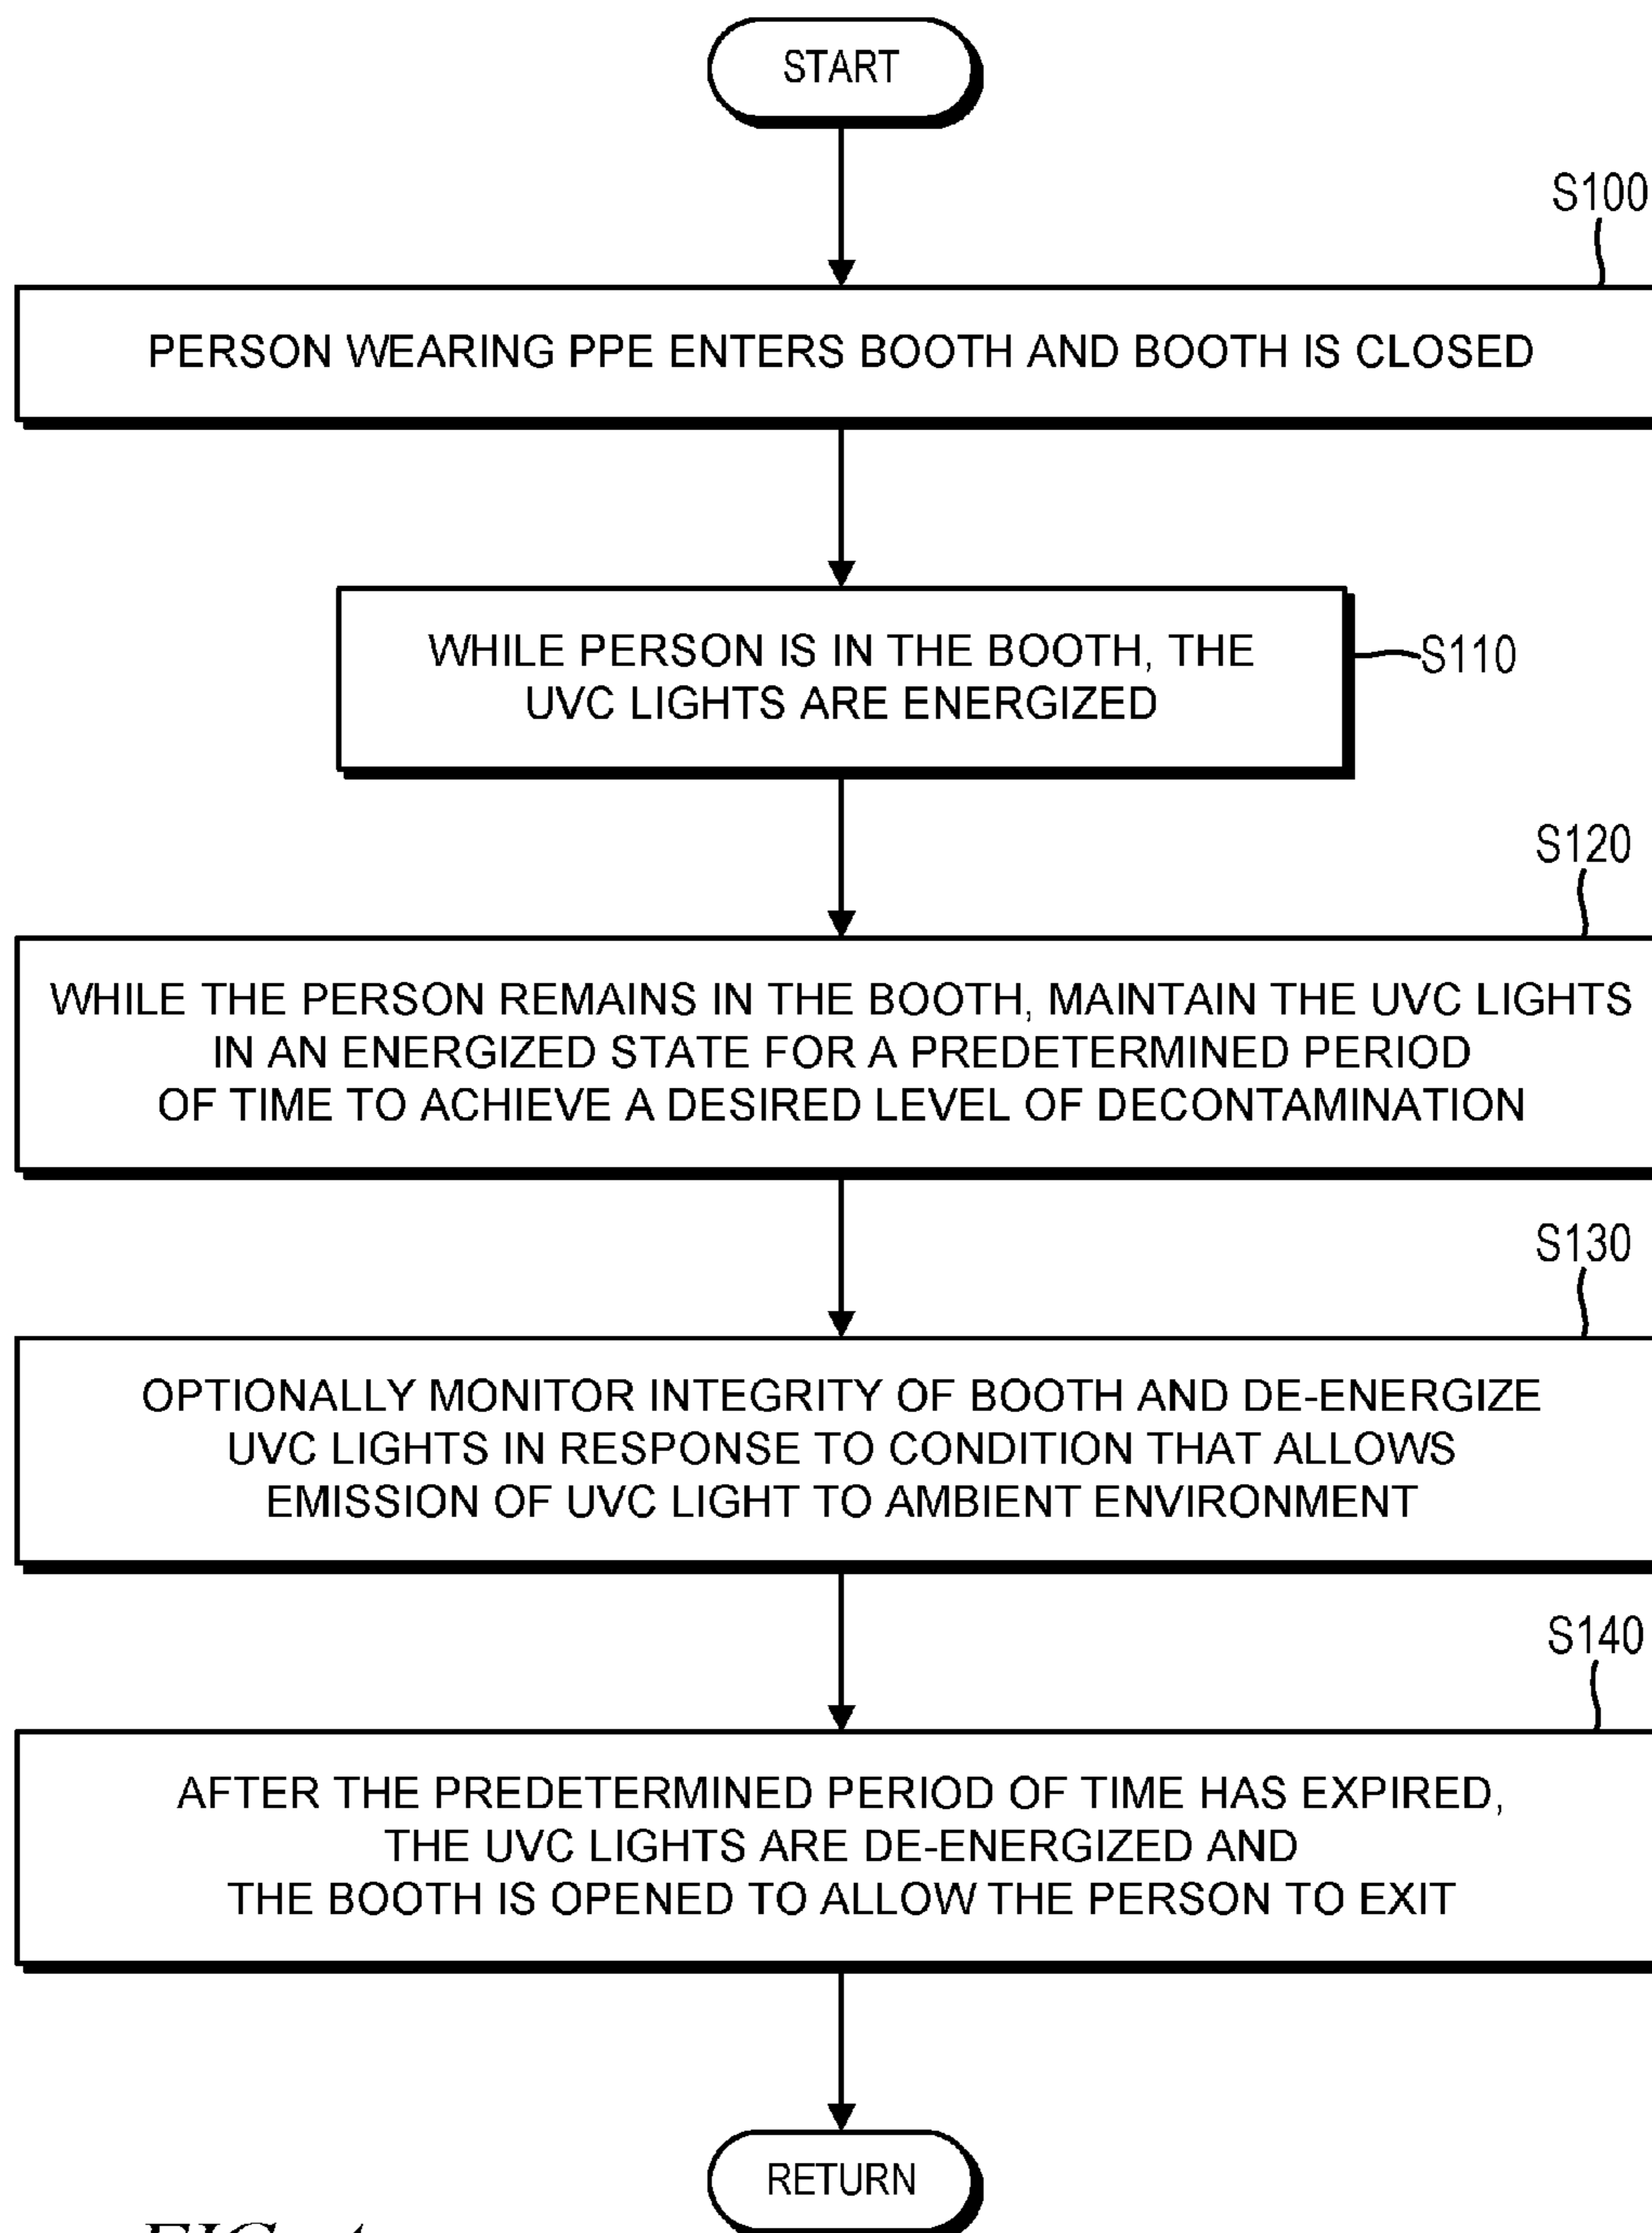 START
S100
PERSON WEARING PPE ENTERS BOOTH AND BOOTH IS CLOSED
WHILE PERSON IS IN THE BOOTH, THE
UVC LIGHTS ARE ENERGIZED
S110
S120
WHILE THE PERSON REMAINS IN THE BOOTH, MAINTAIN THE UVC LIGHTS
IN AN ENERGIZED STATE FOR A PREDETERMINED PERIOD
OF TIME TO ACHIEVE A DESIRED LEVEL OF DECONTAMINATION
S130
OPTIONALLY MONITOR INTEGRITY OF BOOTH AND DE-ENERGIZE
UVC LIGHTS IN RESPONSE TO CONDITION THAT ALLOWS
EMISSION OF UVC LIGHT TO AMBIENT ENVIRONMENT
S140
AFTER THE PREDETERMINED PERIOD OF TIME HAS EXPIRED,
THE UVC LIGHTS ARE DE-ENERGIZED AND
THE BOOTH IS OPENED TO ALLOW THE PERSON TO EXIT
RETURN